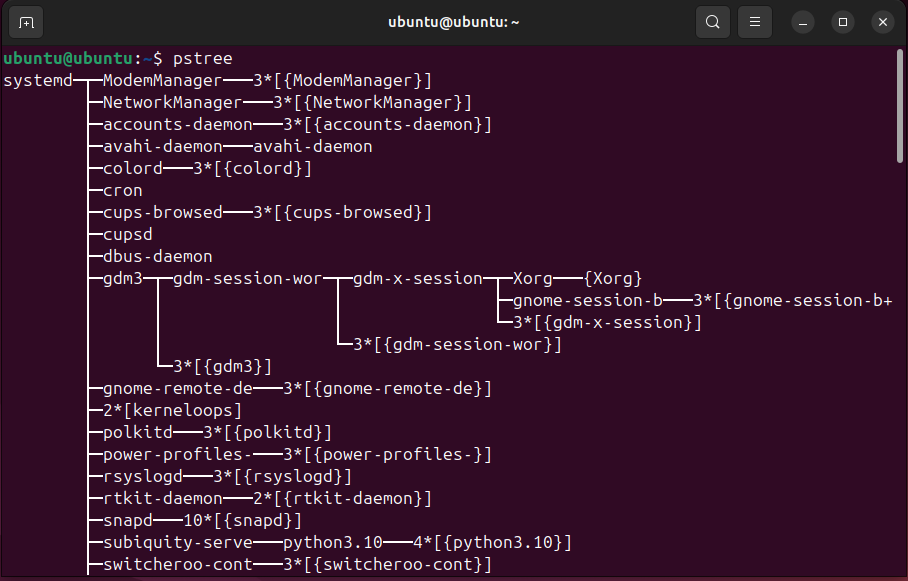 ubuntu@ubuntu: ~
ubuntu@ubuntu:~$ pstree
systemd─┬─ModemManager───3*[{ModemManager}]
        ├─NetworkManager───3*[{NetworkManager}]
        ├─accounts-daemon───3*[{accounts-daemon}]
        ├─avahi-daemon───avahi-daemon
        ├─colord───3*[{colord}]
        ├─cron
        ├─cups-browsed───3*[{cups-browsed}]
        ├─cupsd
        ├─dbus-daemon
        ├─gdm3─┬─gdm-session-wor─┬─gdm-x-session─┬─Xorg───{Xorg}
        │      │                 │               ├─gnome-session-b───3*[{gnome-session-b+
        │      │                 │               └─3*[{gdm-x-session}]
        │      │                 └─3*[{gdm-session-wor}]
        │      └─3*[{gdm3}]
        ├─gnome-remote-de───3*[{gnome-remote-de}]
        ├─2*[kerneloops]
        ├─polkitd───3*[{polkitd}]
        ├─power-profiles-───3*[{power-profiles-}]
        ├─rsyslogd───3*[{rsyslogd}]
        ├─rtkit-daemon───2*[{rtkit-daemon}]
        ├─snapd───10*[{snapd}]
        ├─subiquity-serve───python3.10───4*[{python3.10}]
        ├─switcheroo-cont───3*[{switcheroo-cont}]